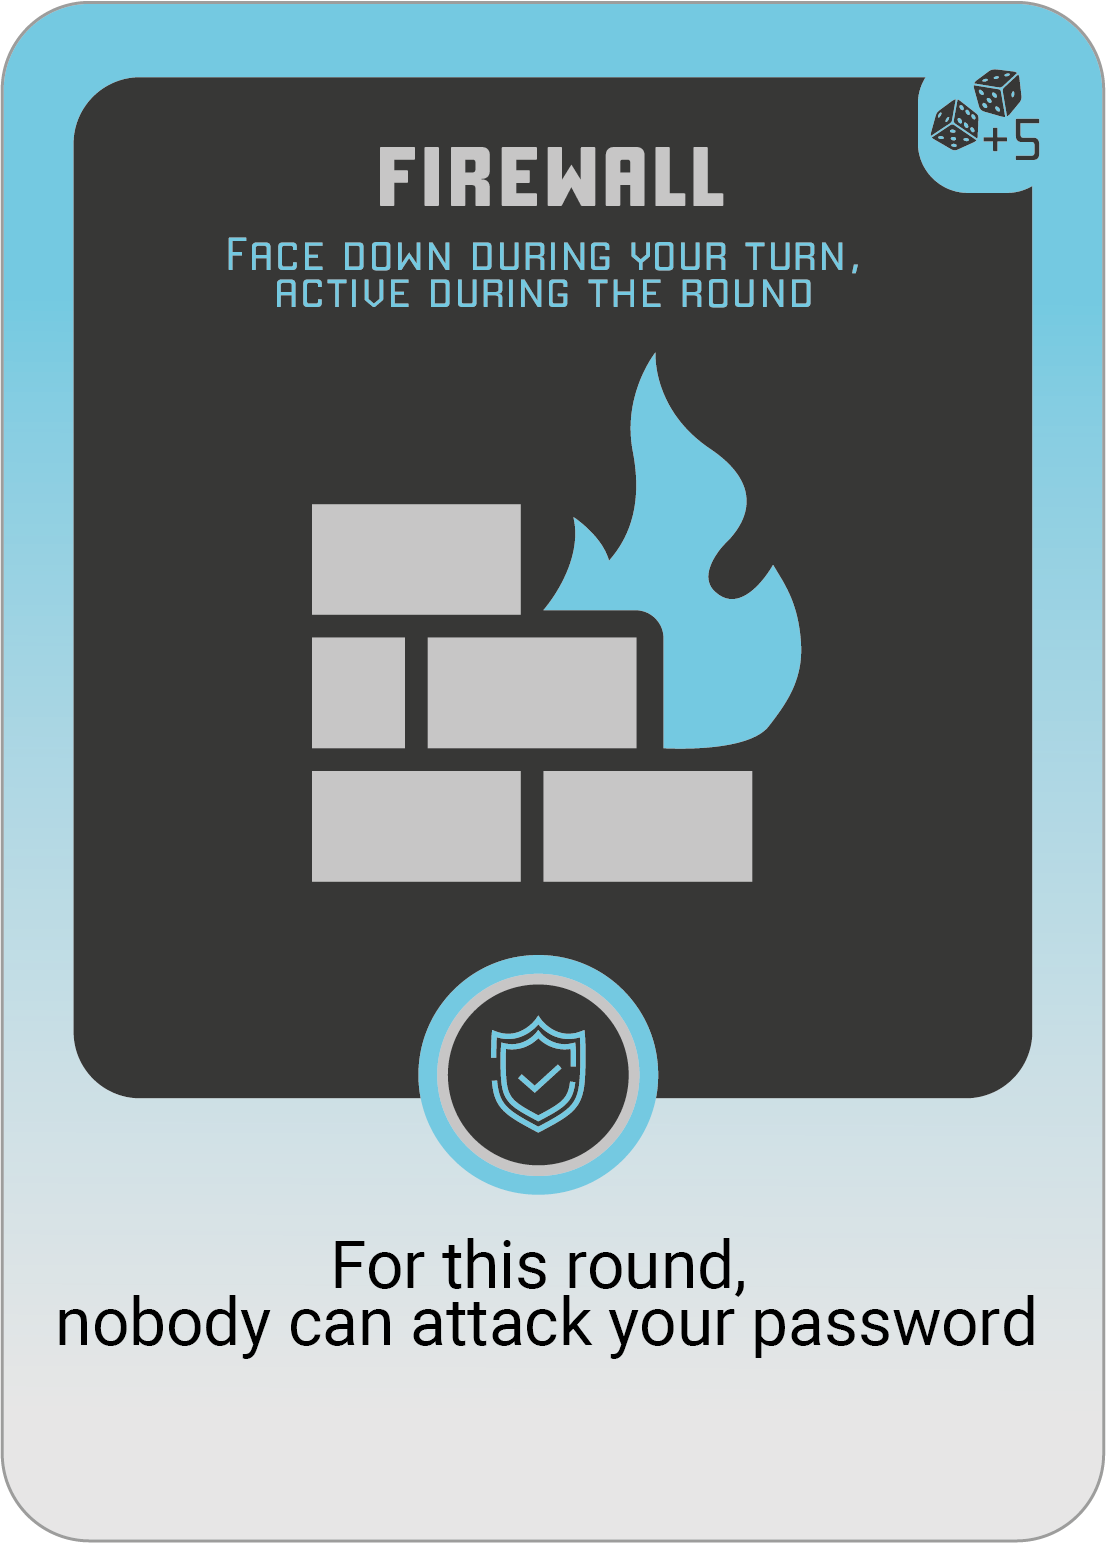 +5
FIREWALL
FACE DOWN DURING YOUR TURN,
ACTIVE DURING THE ROUND
For this round,
nobody can attack your password